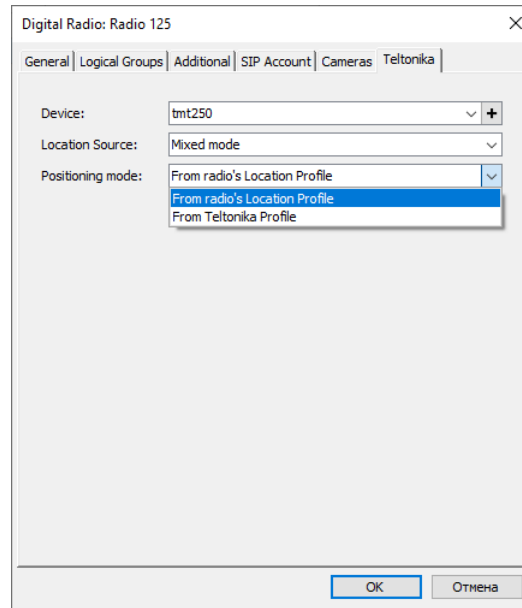 Digital Radio: Radio 125
General Logical Groups Additional SIP Account Cameras Teltonika
Device: tmt250
Location Source: Mixed mode
Positioning mode: From radio's Location Profile
From radio's Location Profile
From Teltonika Profile
OK Отмена